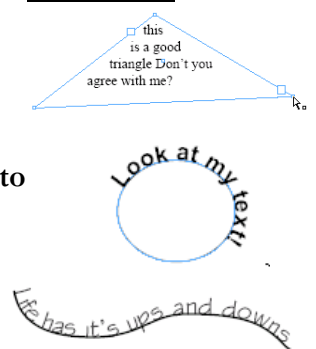 this
is a good
triangle Don't you
agree with me?
to
Look at my text!
Life has it's ups and downs